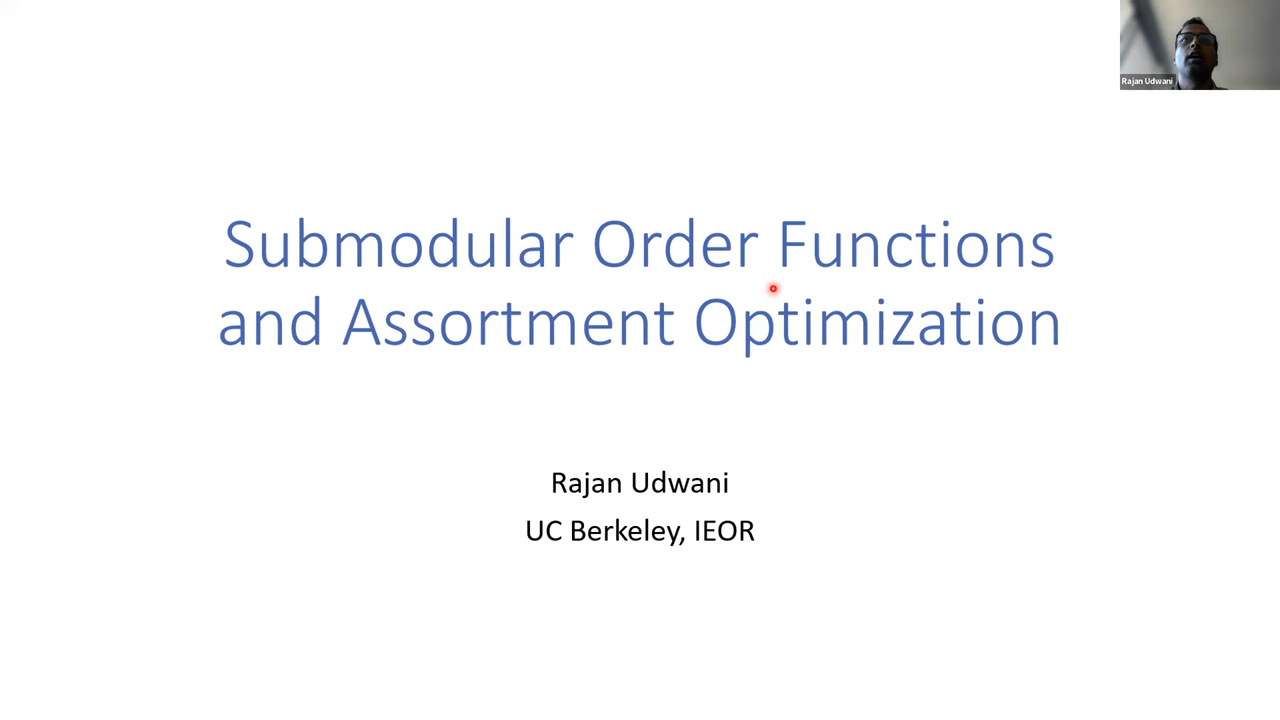 Rajan Udwani
Submodular Order Functions
and Assortment Optimization
Rajan Udwani
UC Berkeley, IEOR